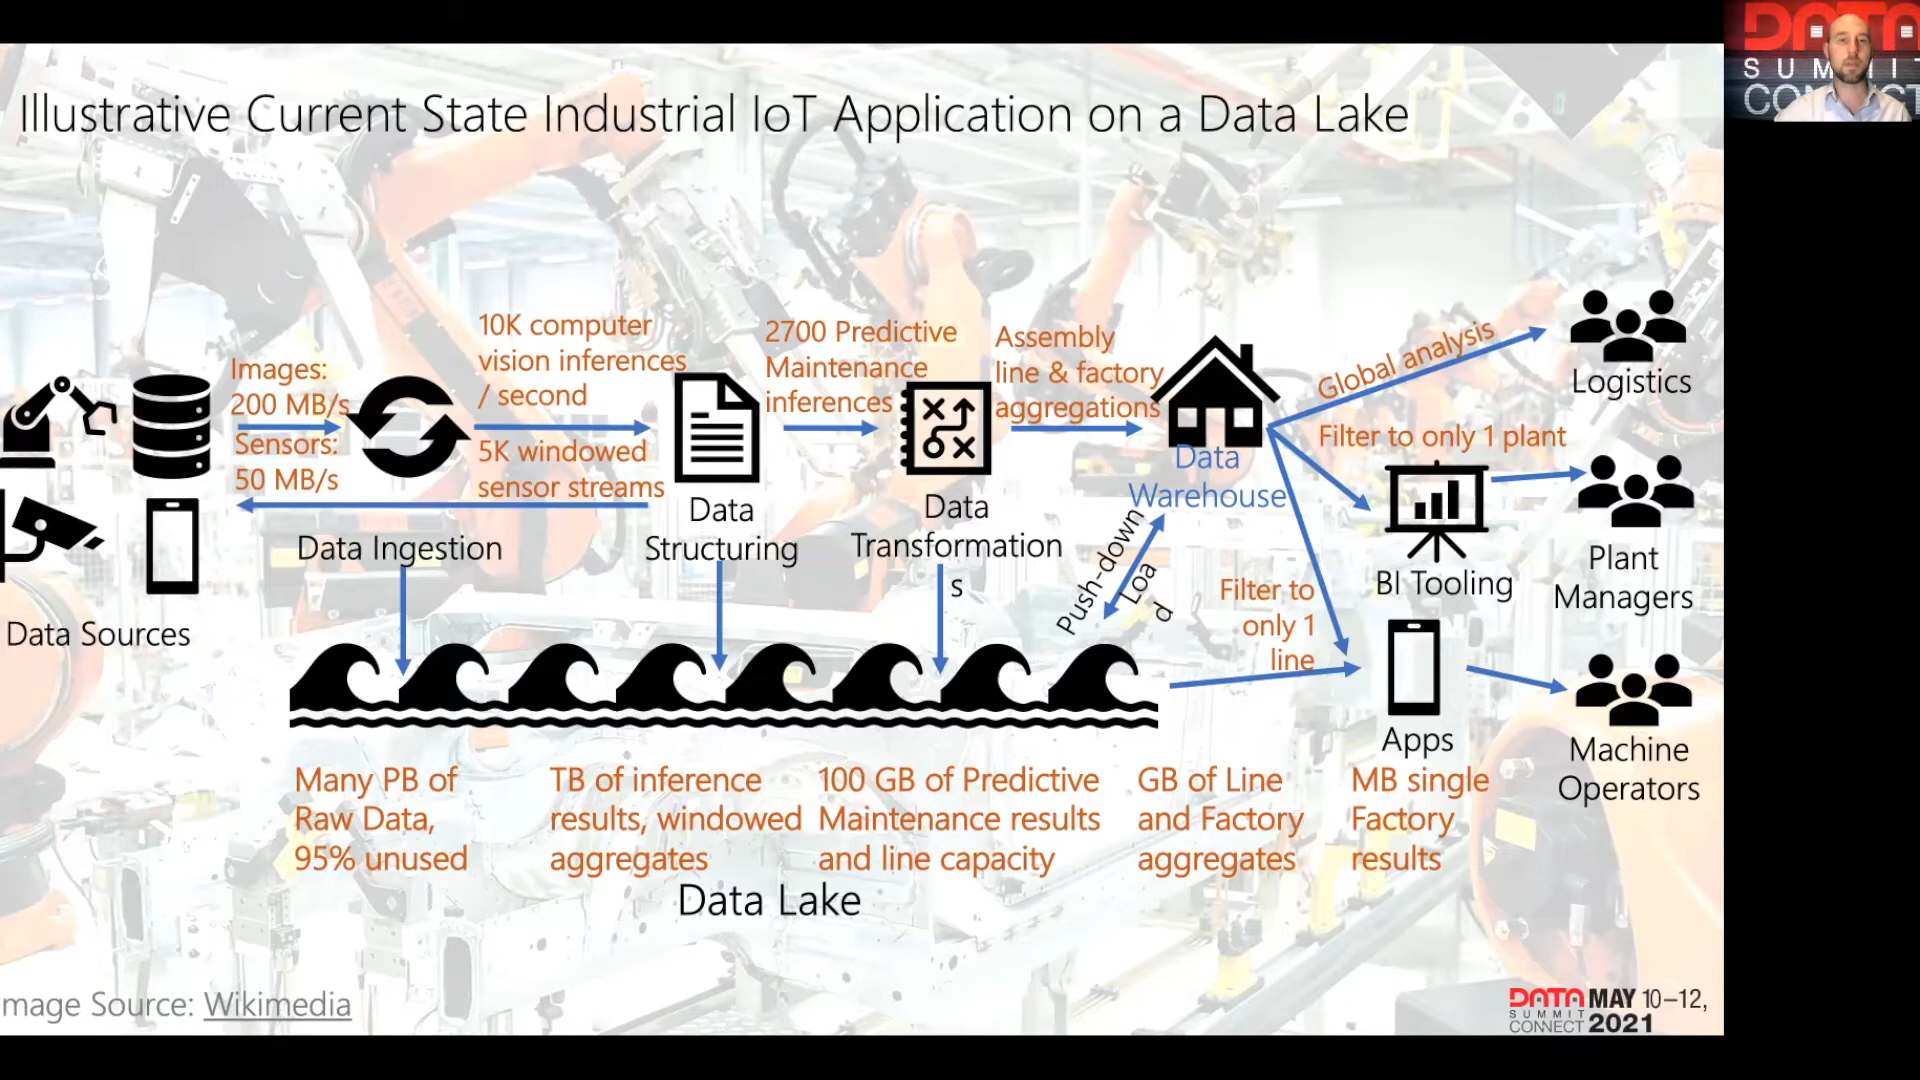 Illustrative Current State Industrial IoT Application on a Data Lake
Images:
200 MB/s
Sensors:
50 MB/s
10K computer
vision inferences
/ second
5K windowed
sensor streams
2700 Predictive
Maintenance
inferences
Assembly
line & factory
aggregations
Global analysis
Filter to only 1 plant
Filter to
only 1
line
Data Sources
Data Ingestion
Data
Structuring
Data
Transformation
s
Data
Warehouse
Push-down
Loa
d
Logistics
BI Tooling
Plant
Managers
Apps
Machine
Operators
Many PB of
Raw Data,
95% unused
TB of inference
results, windowed
aggregates
100 GB of Predictive
Maintenance results
and line capacity
GB of Line
and Factory
aggregates
MB single
Factory
results
Data Lake
mage Source: Wikimedia
DATA
SUMMIT
CONNECT
MAY 10–12,
2021
DATA
SUMMIT